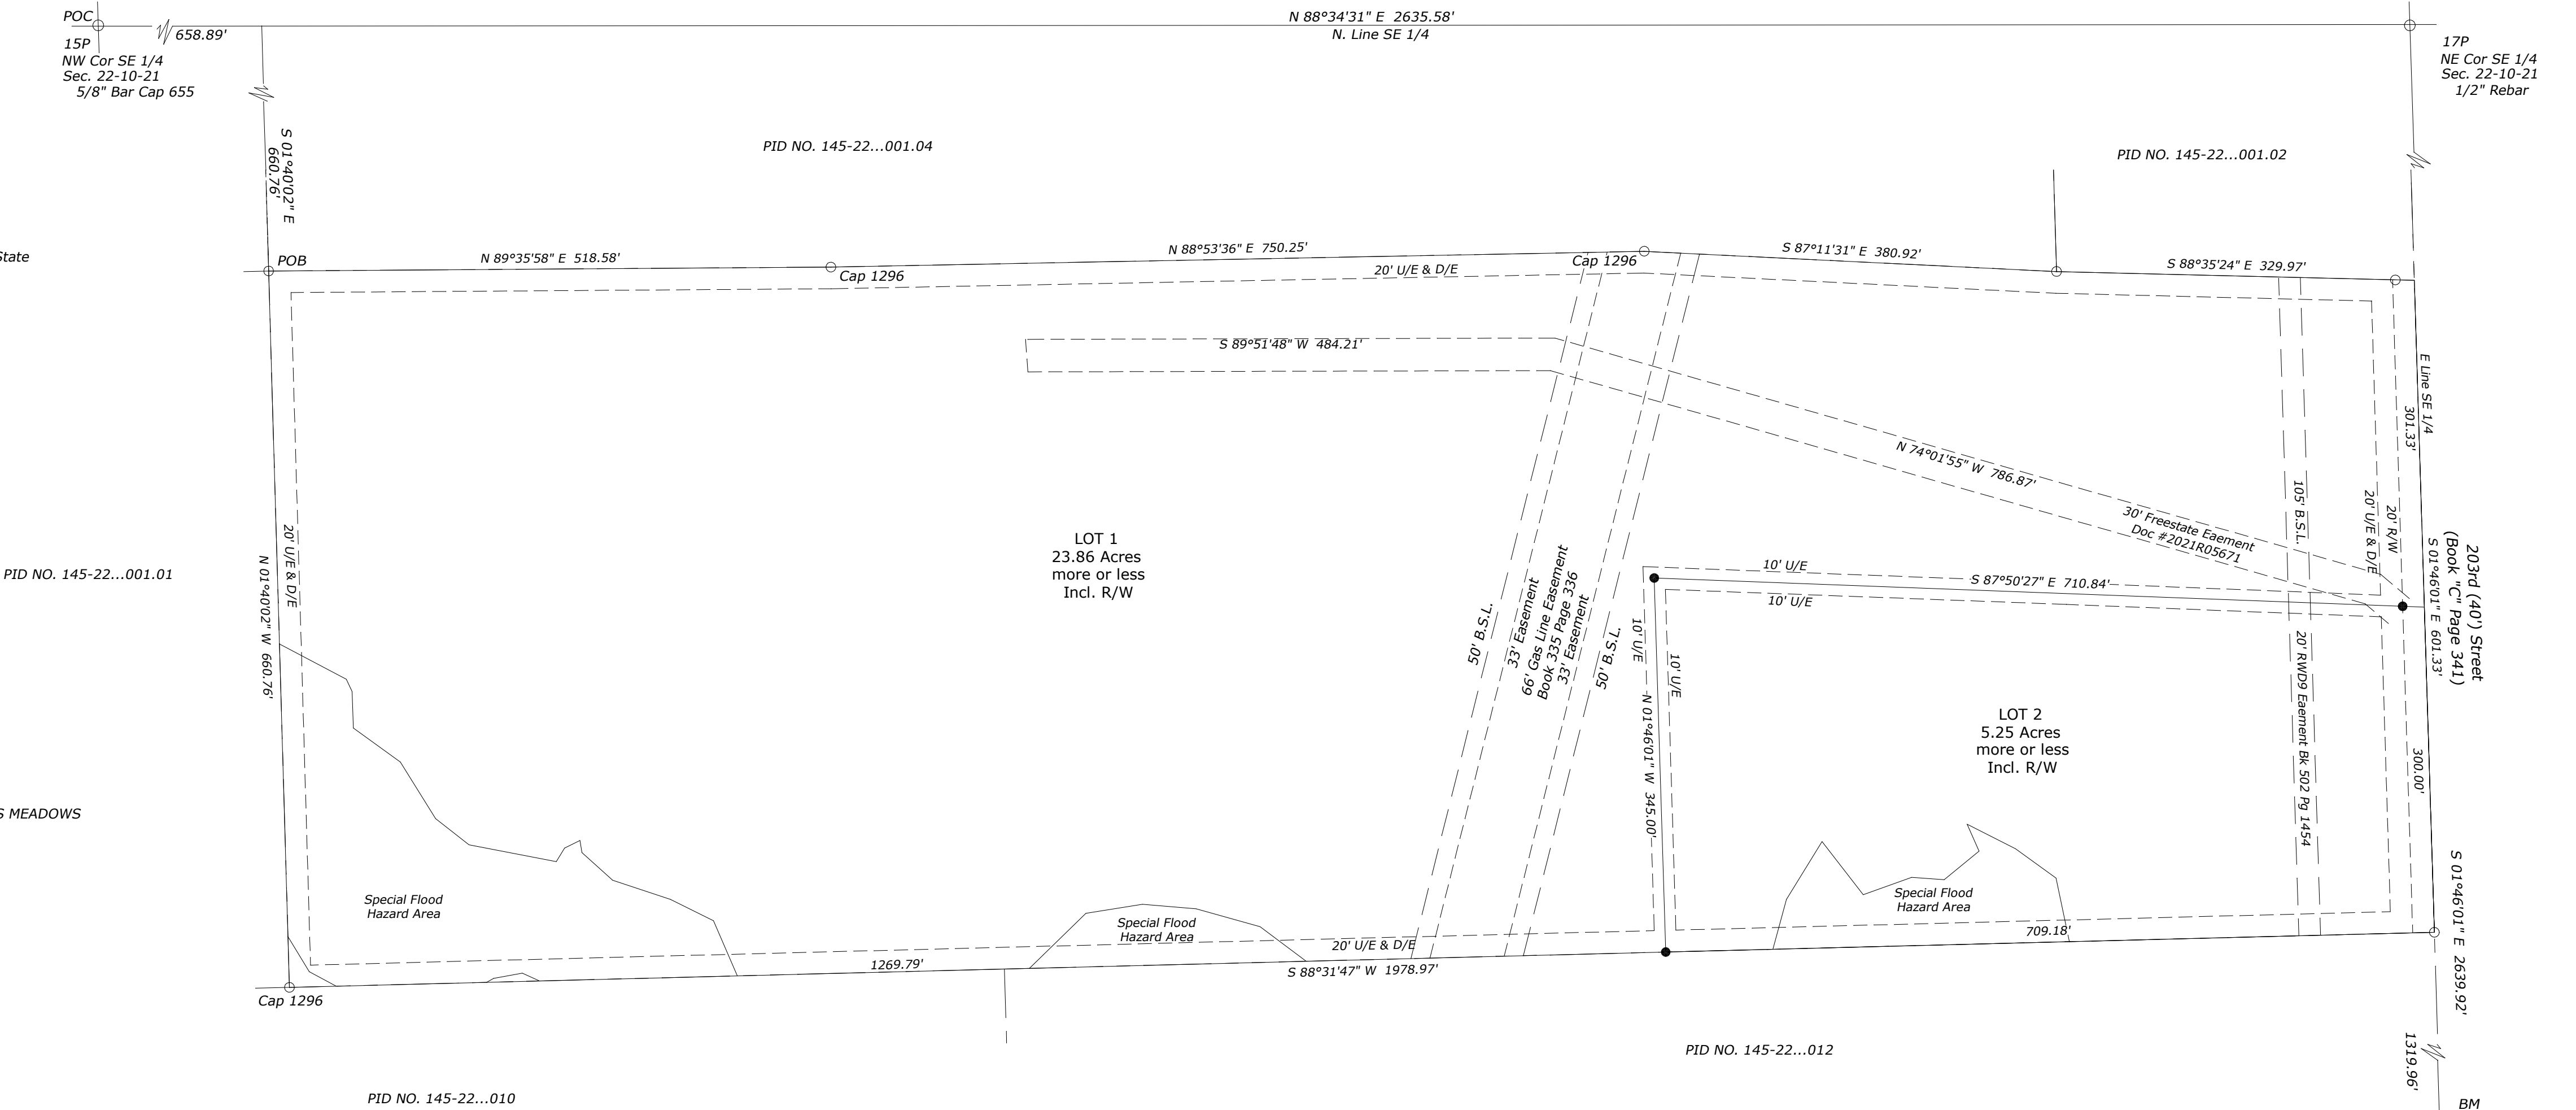 POC
15P
NW Cor SE 1/4
Sec. 22-10-21
5/8" Bar Cap 655
658.89'
N 88°34'31" E 2635.58'
N. Line SE 1/4
17P
NE Cor SE 1/4
Sec. 22-10-21
1/2" Rebar
S 01°40'02" E
660.76'
PID NO. 145-22...001.04
PID NO. 145-22...001.02
State
POB
N 89°35'58" E 518.58'
Cap 1296
N 88°53'36" E 750.25'
20' U/E & D/E
Cap 1296
S 87°11'31" E 380.92'
S 88°35'24" E 329.97'
S 89°51'48" W 484.21'
N 74°01'55" W 786.87'
30' Freestate Eaement
Doc #2021R05671
105' B.S.L.
20' U/E & D/E
20' R/W
E Line SE 1/4
301.33'
S 01°46'01" E 601.33'
203rd (40') Street
(Book "C" Page 341)
PID NO. 145-22...001.01
N 01°40'02" W 660.76'
20' U/E & D/E
LOT 1
23.86 Acres
more or less
Incl. R/W
50' B.S.L.
33' Easement
66' Gas Line Easement
Book 335 Page 336
33' Easement
50' B.S.L.
10' U/E
S 87°50'27" E 710.84'
10' U/E
10' U/E
10' U/E
N 01°46'01" W 345.00'
LOT 2
5.25 Acres
more or less
Incl. R/W
20' RWD9 Eaement Bk 502 Pg 1454
300.00'
S MEADOWS
Special Flood
Hazard Area
Special Flood
Hazard Area
Special Flood
Hazard Area
20' U/E & D/E
709.18'
1269.79'
S 88°31'47" W 1978.97'
Cap 1296
S 01°46'01" E 2639.92'
1319.96'
PID NO. 145-22...012
PID NO. 145-22...010
BM